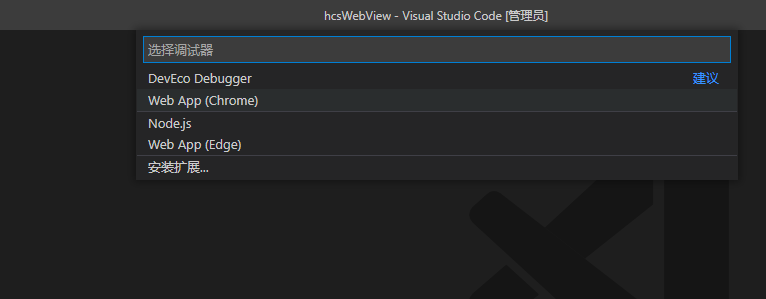 hcsWebView - Visual Studio Code [管理员]
选择调试器
DevEco Debugger 建议
Web App (Chrome)
Node.js
Web App (Edge)
安装扩展...